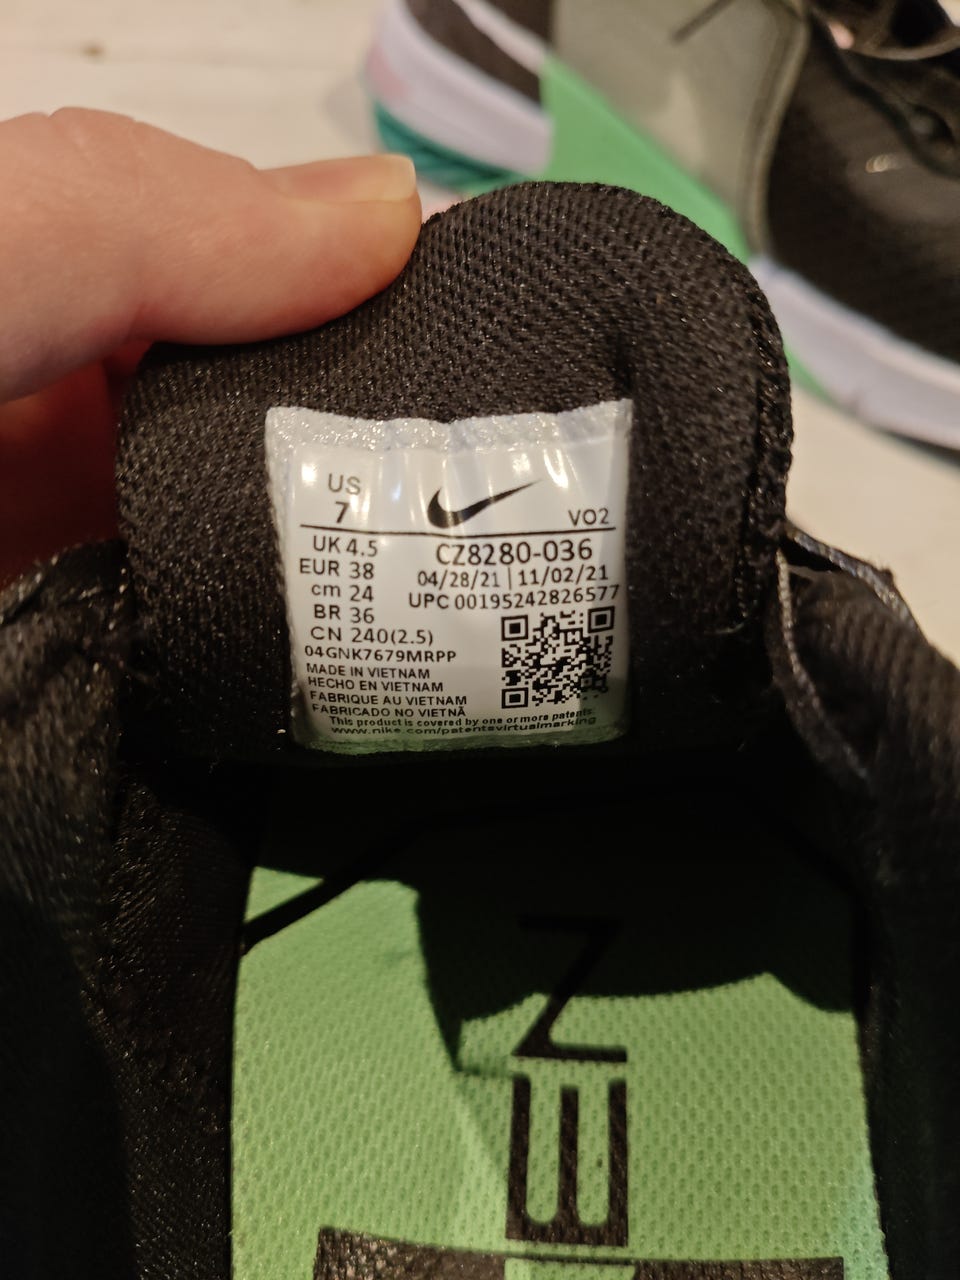 US
7
VO2
UK 4.5
EUR 38
cm 24
BR 36
CN 240(2.5)
04GNK7679MRPP
CZ8280-036
04/28/21 | 11/02/21
UPC 00195242826577
MADE IN VIETNAM
HECHO EN VIETNAM
FABRIQUE AU VIETNAM
FABRICADO NO VIETNÃ
This product is covered by one or more patents:
www.nike.com/patentsvirtualmarking